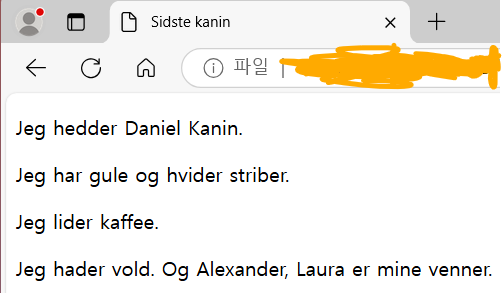 Sidste kanin
파일
Jeg hedder Daniel Kanin.
Jeg har gule og hvider striber.
Jeg lider kaffee.
Jeg hader vold. Og Alexander, Laura er mine venner.